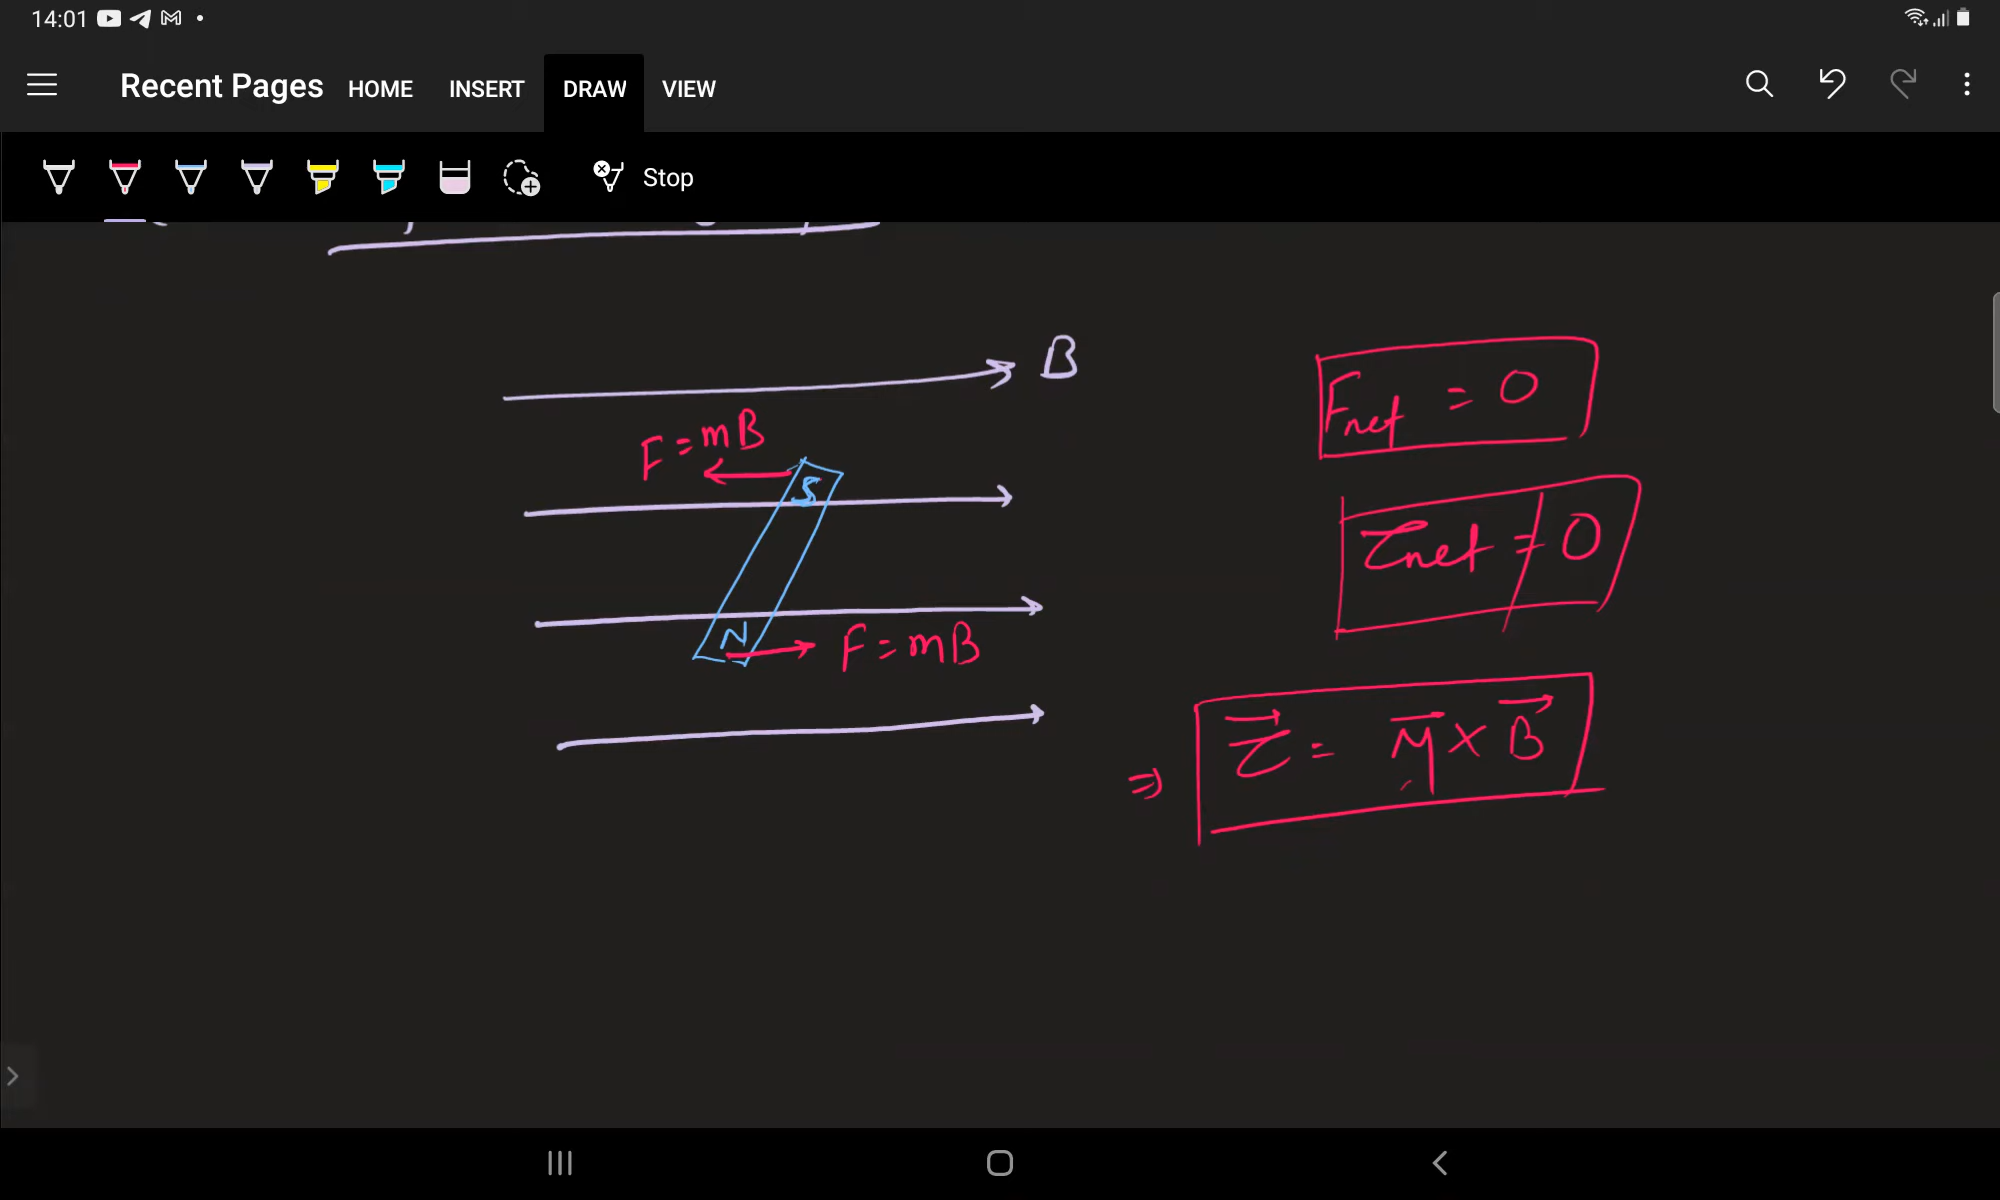 14:01
Recent Pages HOME INSERT DRAW VIEW
Stop
B
F = mB
S
N
F = mB
Fnet = 0
τnet ≠ 0
⇒ τ⃗ = M⃗ × B⃗